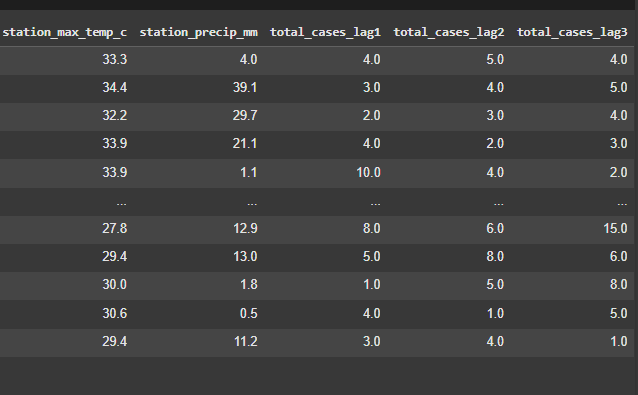 station_max_temp_c station_precip_mm total_cases_lag1 total_cases_lag2 total_cases_lag3
33.3 4.0 4.0 5.0 4.0
34.4 39.1 3.0 4.0 5.0
32.2 29.7 2.0 3.0 4.0
33.9 21.1 4.0 2.0 3.0
33.9 1.1 10.0 4.0 2.0
... ... ... ... ...
27.8 12.9 8.0 6.0 15.0
29.4 13.0 5.0 8.0 6.0
30.0 1.8 1.0 5.0 8.0
30.6 0.5 4.0 1.0 5.0
29.4 11.2 3.0 4.0 1.0